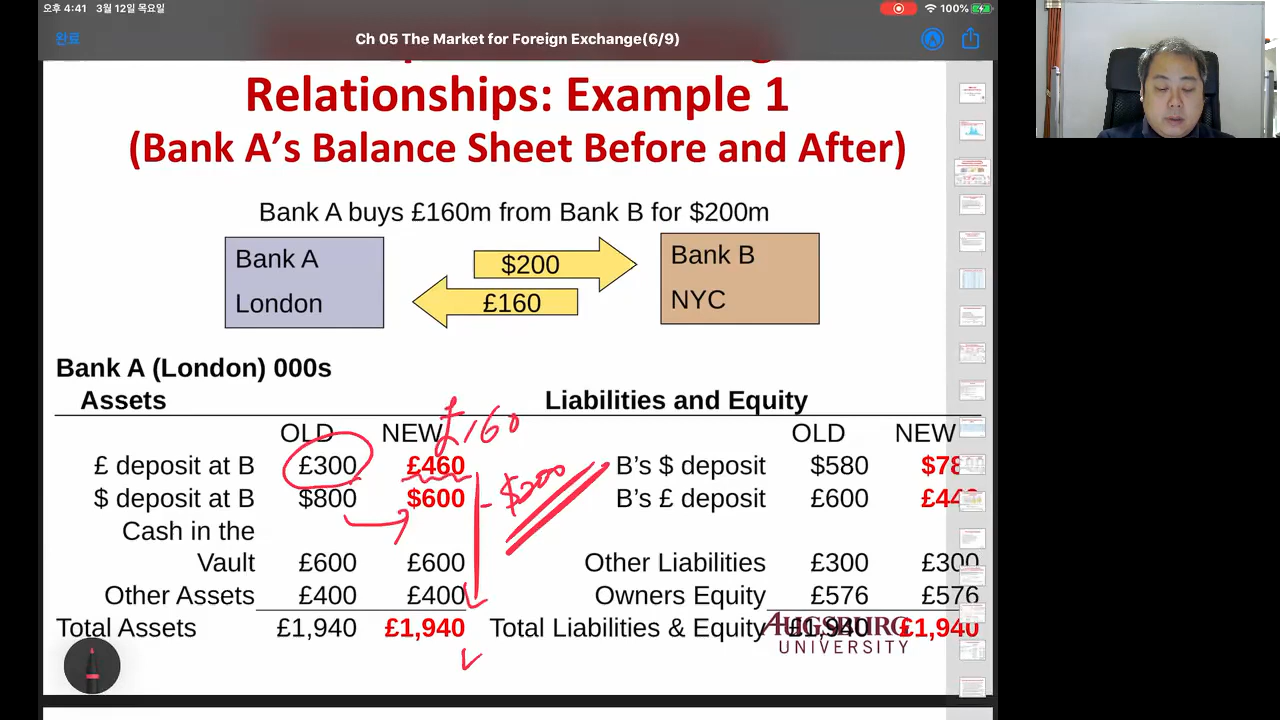 오후 4:41 3월 12일 목요일
100%
완료
Ch 05 The Market for Foreign Exchange(6/9)
Relationships: Example 1
(Bank A's Balance Sheet Before and After)
Bank A buys £160m from Bank B for $200m
Bank A
London
$200
£160
Bank B
NYC
Bank A (London) 000s
Assets
Liabilities and Equity
£160
OLD NEW OLD NEW
£ deposit at B £300 £460 B's $ deposit $580
$ deposit at B $800 $600 - $200 B's £ deposit £600
Cash in the
Vault £600 £600 Other Liabilities £300 £300
Other Assets £400 £400 Owners Equity £576 £576
Total Assets £1,940 £1,940 Total Liabilities & Equity £1,940 £1,940
AUGSBURG
UNIVERSITY